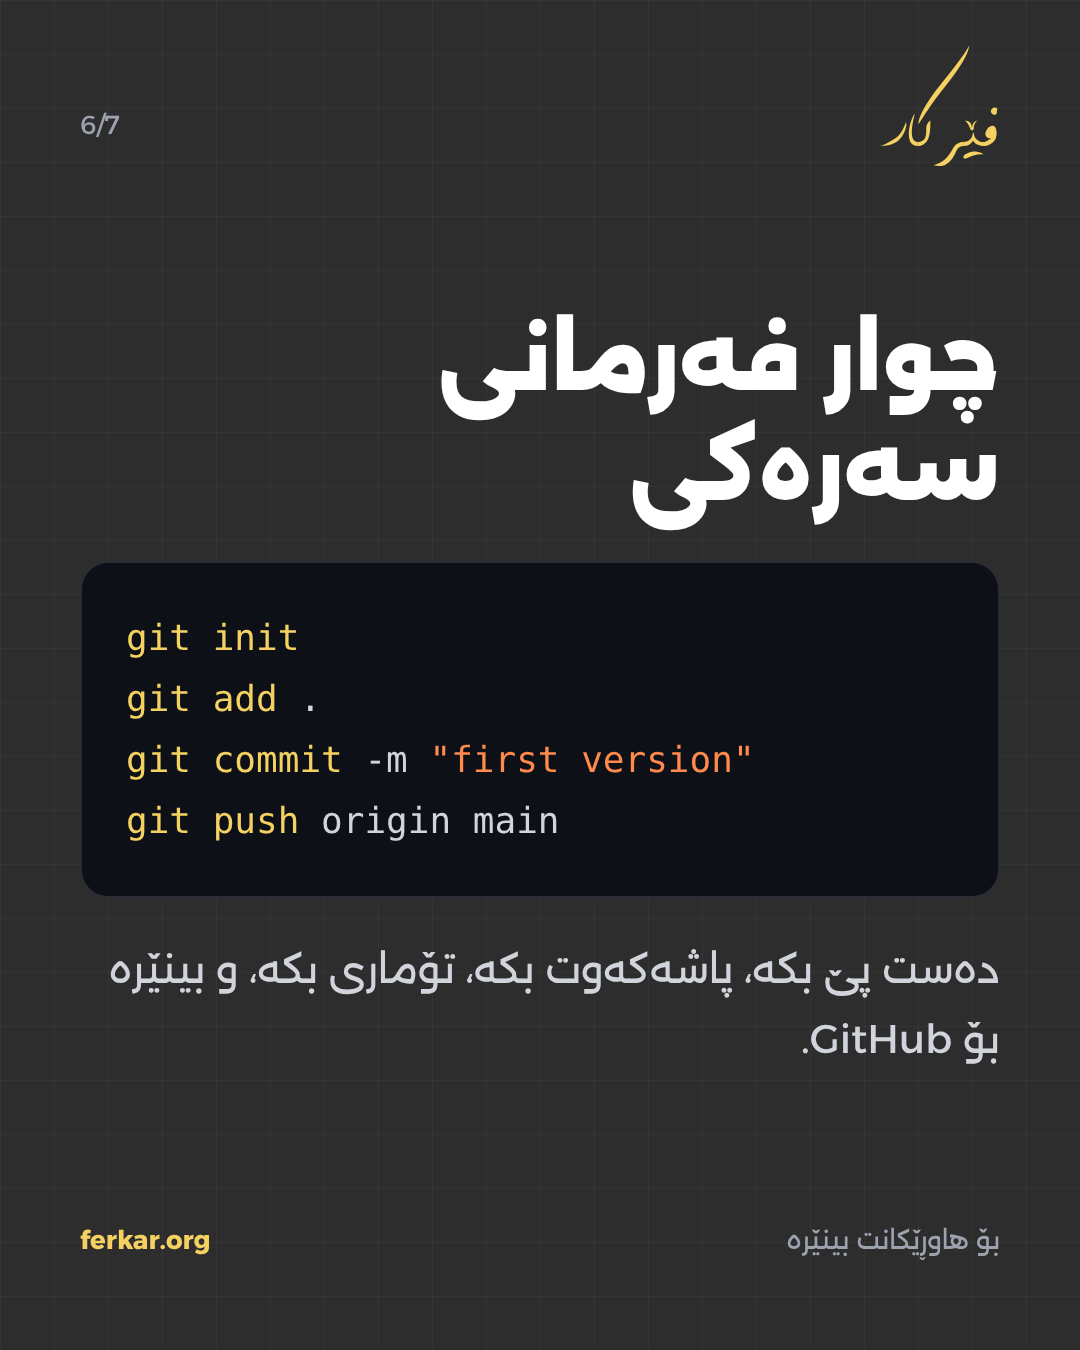 فێرکار
6/7
چوار فەرمانی
سەرەکی
git init
git add .
git commit -m "first version"
git push origin main
دەست پێ بکە، پاشەکەوت بکە، تۆماری بکە، و بینێرە
بۆ GitHub.
بۆ هاوڕێکانت بینێرە
ferkar.org